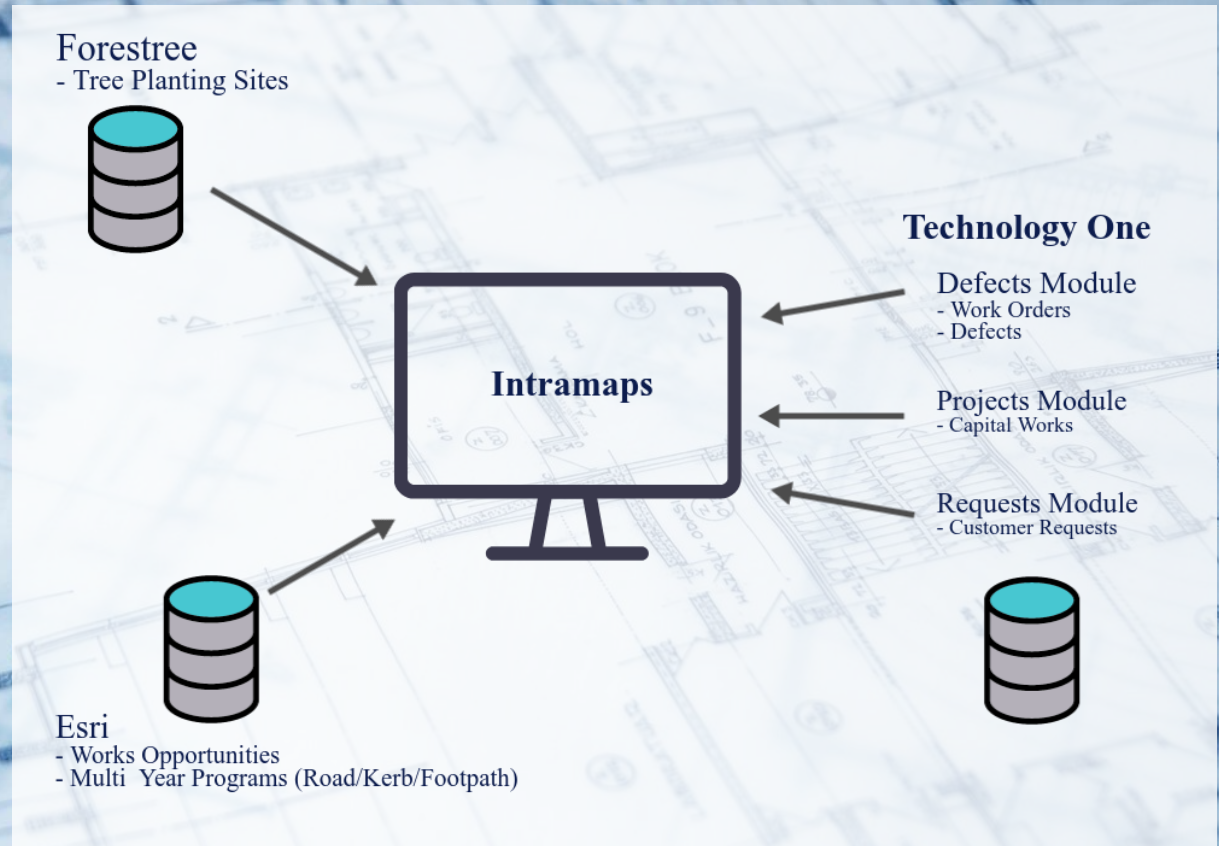 Forestree
- Tree Planting Sites
Technology One
Defects Module
- Work Orders
- Defects
Intramaps
Projects Module
- Capital Works
Requests Module
- Customer Requests
Esri
- Works Opportunities
- Multi  Year Programs (Road/Kerb/Footpath)